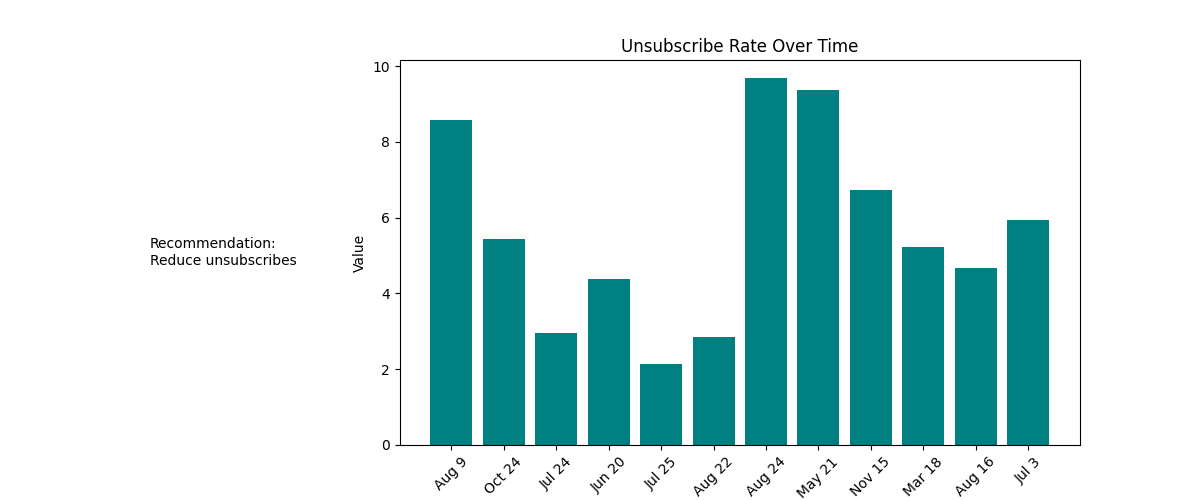 Unsubscribe Rate Over Time
Recommendation:
Reduce unsubscribes
Value
10
8
6
4
2
0
Aug 9
Oct 24
Jul 24
Jun 20
Jul 25
Aug 22
Aug 24
May 21
Nov 15
Mar 18
Aug 16
Jul 3